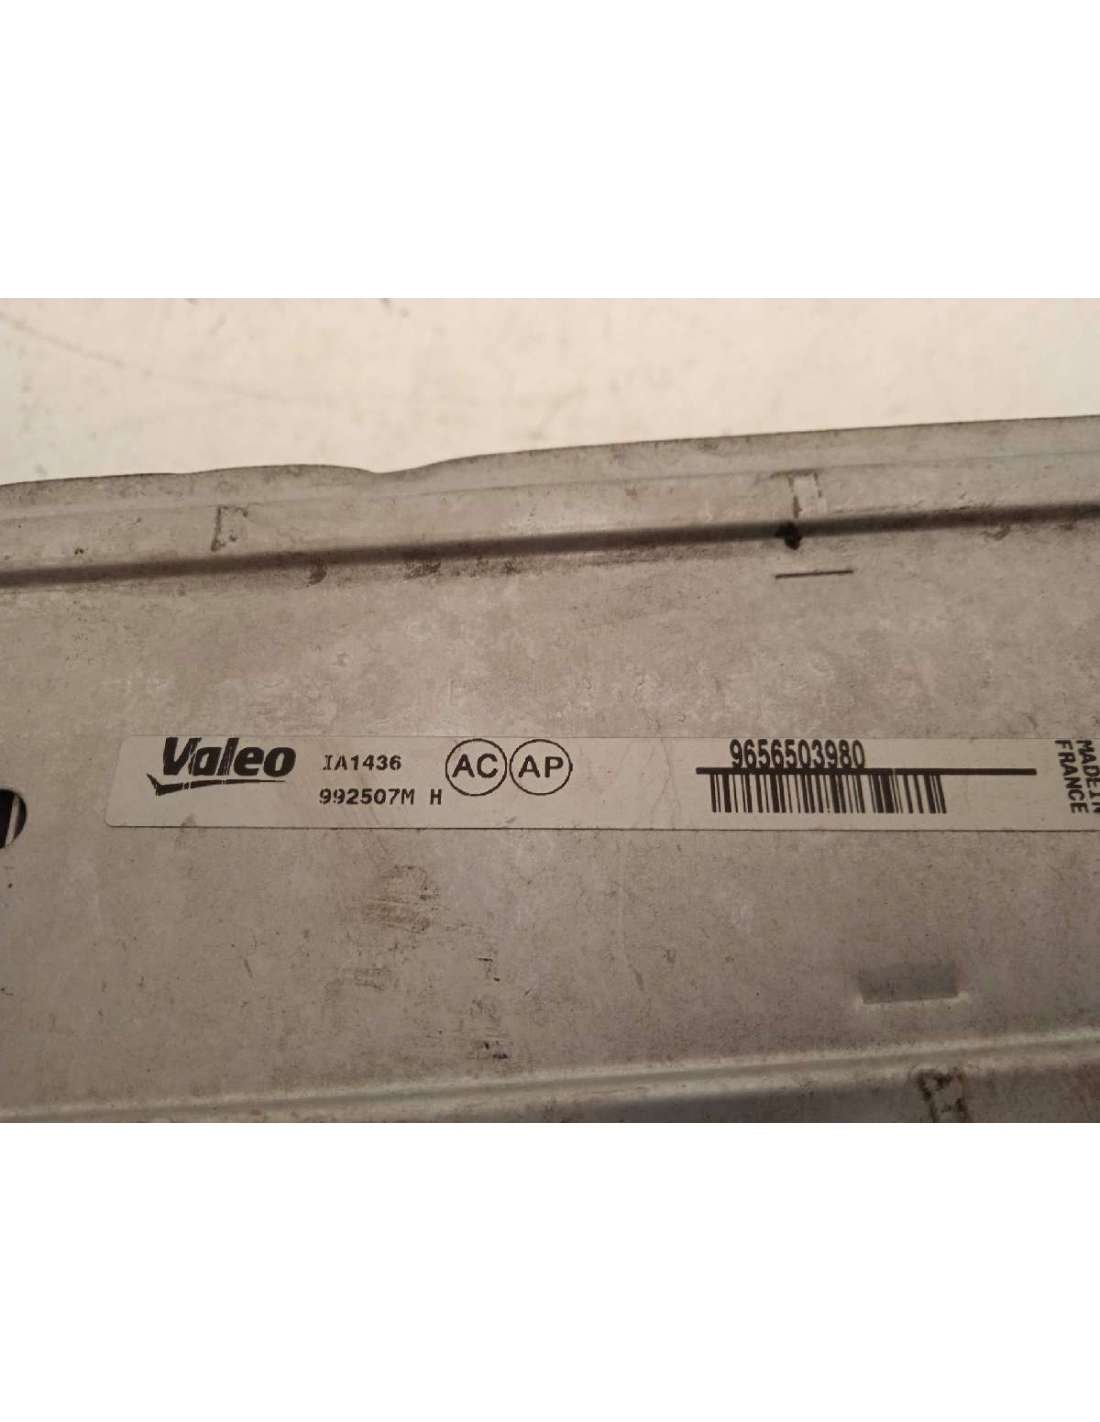 Valeo
IA1436
992507M H
AC AP
9656503980
MADE IN
FRANCE